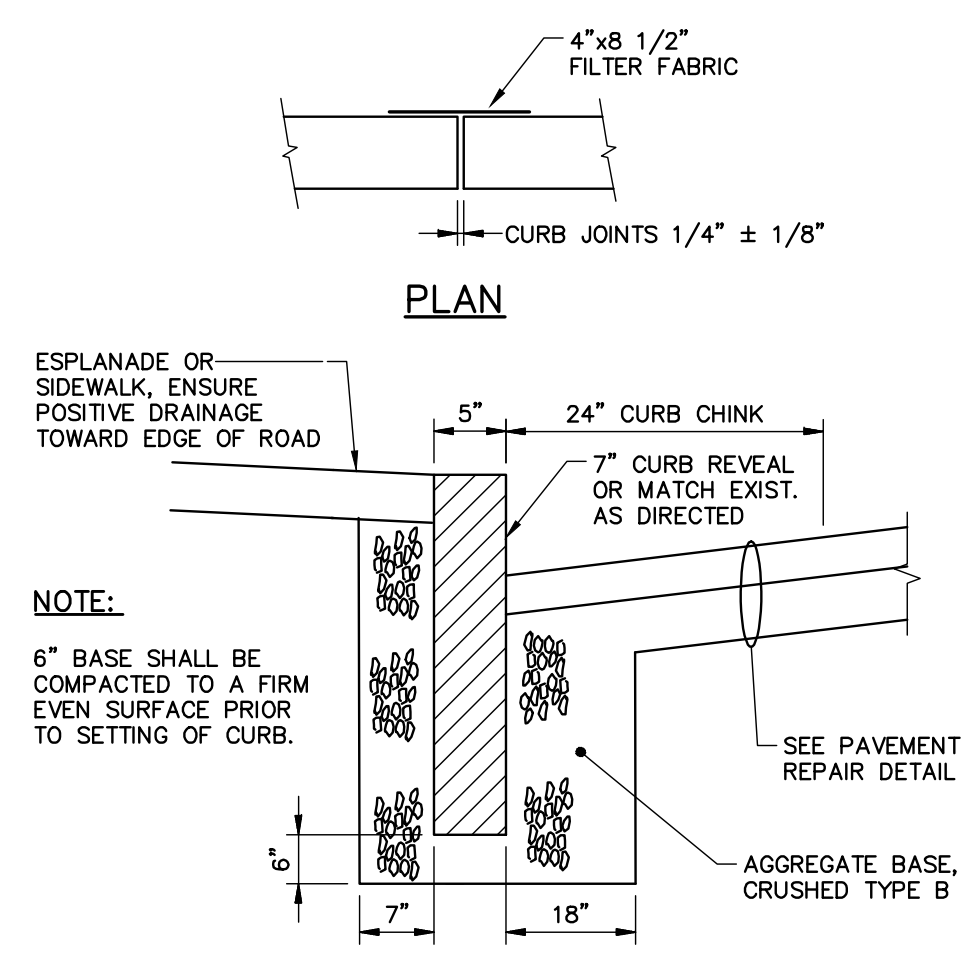 4"x8 1/2"
FILTER FABRIC
CURB JOINTS 1/4" ± 1/8"
PLAN
ESPLANADE OR
SIDEWALK, ENSURE
POSITIVE DRAINAGE
TOWARD EDGE OF ROAD
5"
24" CURB CHINK
7" CURB REVEAL
OR MATCH EXIST.
AS DIRECTED
NOTE:
6" BASE SHALL BE
COMPACTED TO A FIRM
EVEN SURFACE PRIOR
TO SETTING OF CURB.
SEE PAVEMENT
REPAIR DETAIL
6"
AGGREGATE BASE,
CRUSHED TYPE B
7"
18"